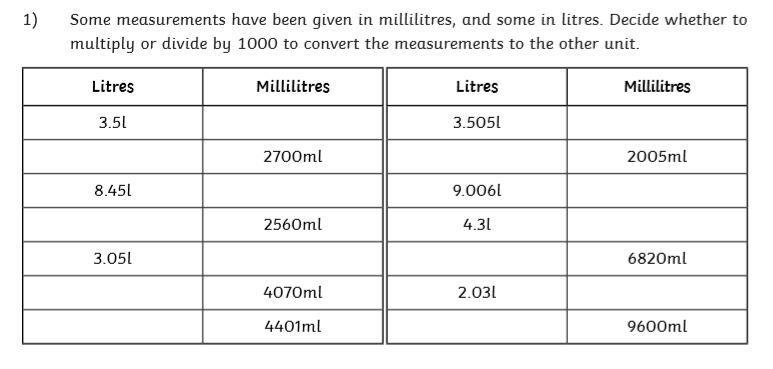 1) Some measurements have been given in millilitres, and some in litres. Decide whether to
multiply or divide by 1000 to convert the measurements to the other unit.
Litres Millilitres Litres Millilitres
3.5l 3.505l
2700ml 2005ml
8.45l 9.006l
2560ml 4.3l
3.05l 6820ml
4070ml 2.03l
4401ml 9600ml